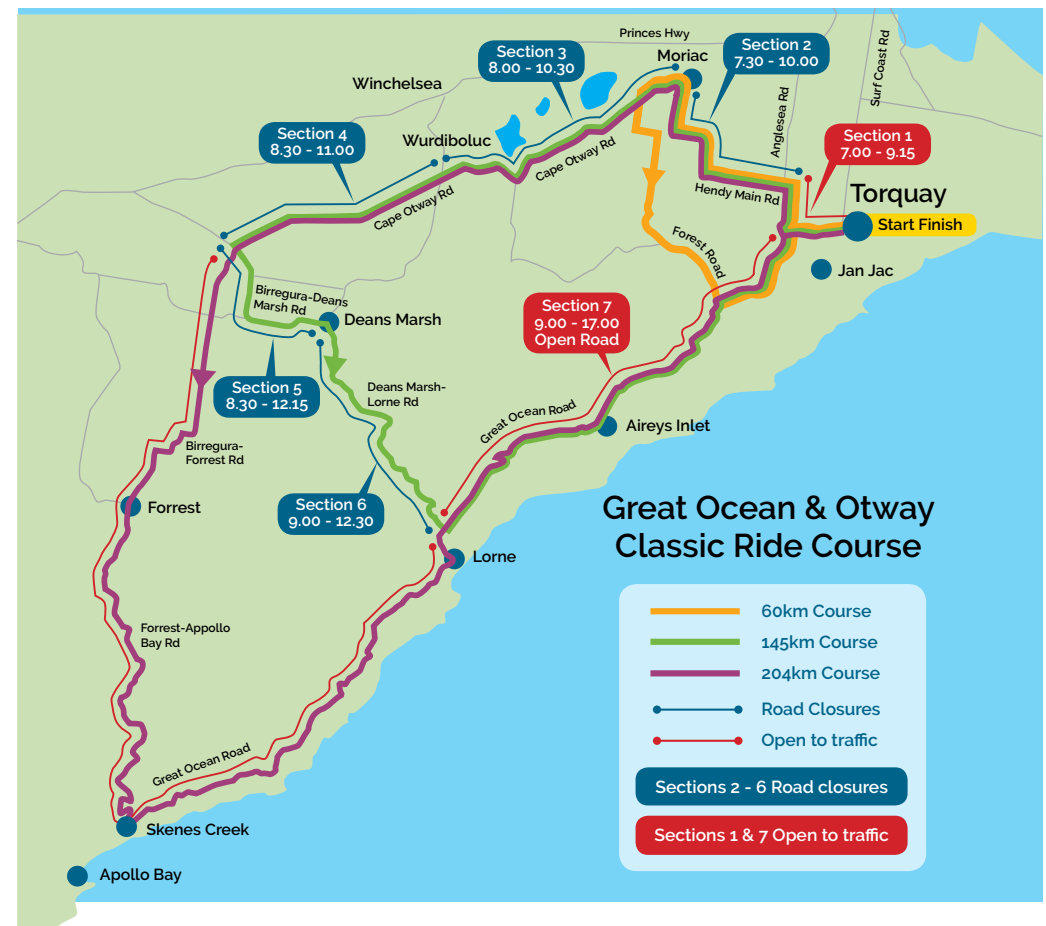 Princes Hwy
Section 3
8.00 - 10.30
Moriac
Section 2
7.30 - 10.00
Surf Coast Rd
Winchelsea
Anglesea Rd
Section 4
8.30 - 11.00
Wurdiboluc
Section 1
7.00 - 9.15
Cape Otway Rd
Cape Otway Rd
Hendy Main Rd
Torquay
Start Finish
Forest Road
Jan Jac
Birregura-Deans
Marsh Rd
Deans Marsh
Section 7
9.00 - 17.00
Open Road
Section 5
8.30 - 12.15
Deans Marsh-
Lorne Rd
Great Ocean Road
Aireys Inlet
Birregura-
Forrest Rd
Section 6
9.00 - 12.30
Forrest
Lorne
Great Ocean & Otway
Classic Ride Course
60km Course
145km Course
204km Course
Road Closures
Open to traffic
Sections 2 - 6 Road closures
Sections 1 & 7 Open to traffic
Forrest-Appollo
Bay Rd
Great Ocean Road
Skenes Creek
Apollo Bay